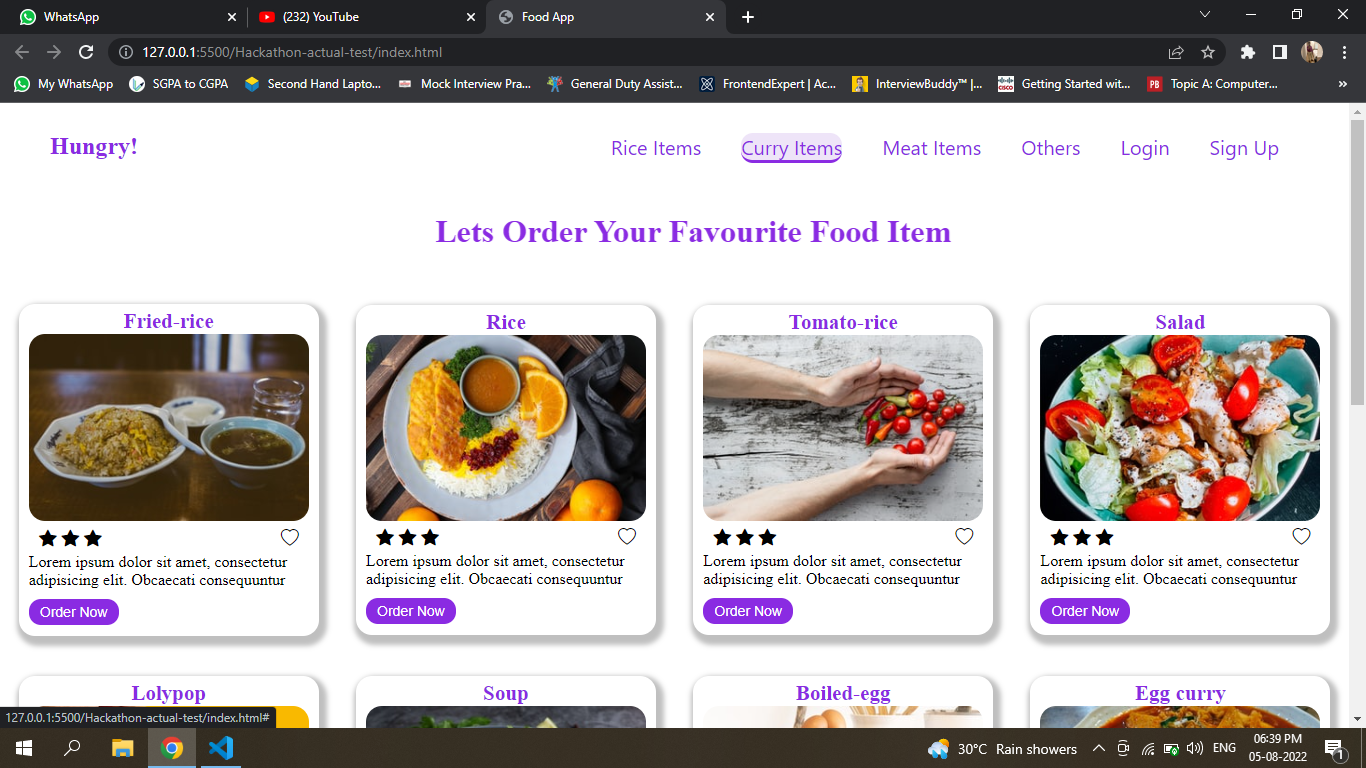 WhatsApp
(232) YouTube
Food App
127.0.0.1:5500/Hackathon-actual-test/index.html
My WhatsApp
SGPA to CGPA
Second Hand Lapto...
Mock Interview Pra...
General Duty Assist...
FrontendExpert | Ac...
InterviewBuddy™ |...
CISCO
Getting Started wit...
PB
Topic A: Computer...
»
Hungry!
Rice Items
Curry Items
Meat Items
Others
Login
Sign Up
Lets Order Your Favourite Food Item
Fried-rice
Lorem ipsum dolor sit amet, consectetur
adipisicing elit. Obcaecati consequuntur
Order Now
Rice
Lorem ipsum dolor sit amet, consectetur
adipisicing elit. Obcaecati consequuntur
Order Now
Tomato-rice
Lorem ipsum dolor sit amet, consectetur
adipisicing elit. Obcaecati consequuntur
Order Now
Salad
Lorem ipsum dolor sit amet, consectetur
adipisicing elit. Obcaecati consequuntur
Order Now
Lolypop
Soup
Boiled-egg
Egg curry
127.0.0.1:5500/Hackathon-actual-test/index.html#
30°C Rain showers
ENG
06:39 PM
05-08-2022
1